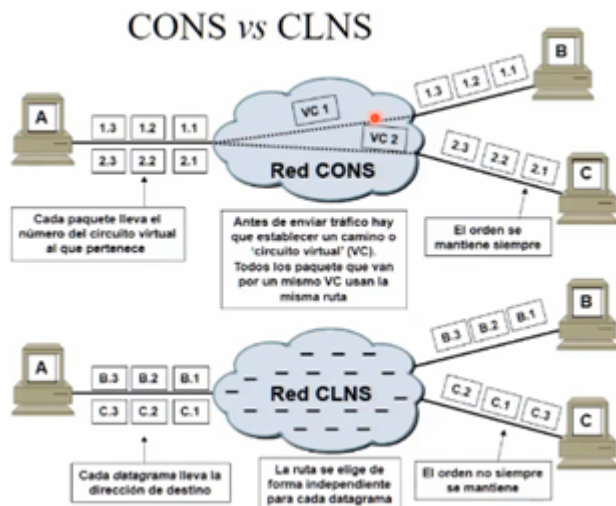 CONS vs CLNS
A
1.3 1.2 1.1
2.3 2.2 2.1
VC 1
VC 2
Red CONS
1.3 1.2 1.1
B
2.3 2.2 2.1
C
Cada paquete lleva el
número del circuito virtual
al que pertenece
Antes de enviar tráfico hay
que establecer un camino o
'circuito virtual' (VC).
Todos los paquete que van
por un mismo VC usan la
misma ruta
El orden se
mantiene siempre
A
B.3 B.2 B.1
C.3 C.2 C.1
Red CLNS
B.3 B.2 B.1
B
C.2 C.1 C.3
C
Cada datagrama lleva la
dirección de destino
La ruta se elige de
forma independiente
para cada datagrama
El orden no siempre
se mantiene